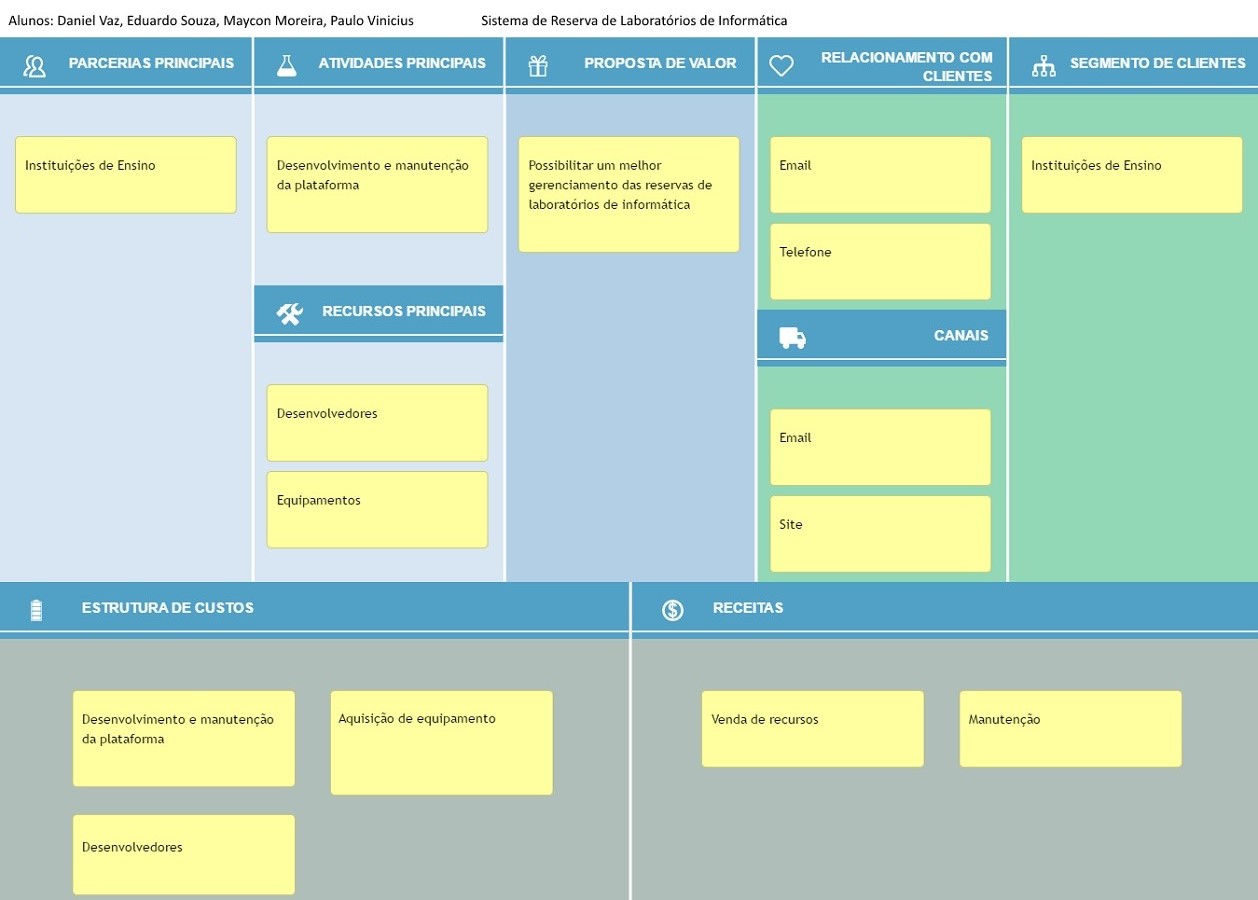 Alunos: Daniel Vaz, Eduardo Souza, Maycon Moreira, Paulo Vinicius
Sistema de Reserva de Laboratórios de Informática
PARCERIAS PRINCIPAIS
Instituições de Ensino
ATIVIDADES PRINCIPAIS
Desenvolvimento e manutenção
da plataforma
RECURSOS PRINCIPAIS
Desenvolvedores
Equipamentos
PROPOSTA DE VALOR
Possibilitar um melhor
gerenciamento das reservas de
laboratórios de informática
RELACIONAMENTO COM
CLIENTES
Email
Telefone
CANAIS
Email
Site
SEGMENTO DE CLIENTES
Instituições de Ensino
ESTRUTURA DE CUSTOS
Desenvolvimento e manutenção
da plataforma
Aquisição de equipamento
Desenvolvedores
RECEITAS
Venda de recursos
Manutenção